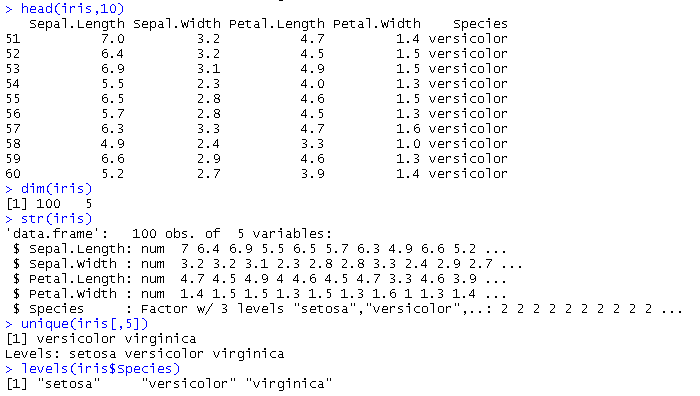 > head(iris,10)
   Sepal.Length Sepal.Width Petal.Length Petal.Width    Species
51          7.0         3.2          4.7         1.4 versicolor
52          6.4         3.2          4.5         1.5 versicolor
53          6.9         3.1          4.9         1.5 versicolor
54          5.5         2.3          4.0         1.3 versicolor
55          6.5         2.8          4.6         1.5 versicolor
56          5.7         2.8          4.5         1.3 versicolor
57          6.3         3.3          4.7         1.6 versicolor
58          4.9         2.4          3.3         1.0 versicolor
59          6.6         2.9          4.6         1.3 versicolor
60          5.2         2.7          3.9         1.4 versicolor
> dim(iris)
[1] 100   5
> str(iris)
'data.frame':   100 obs. of  5 variables:
 $ Sepal.Length: num  7 6.4 6.9 5.5 6.5 5.7 6.3 4.9 6.6 5.2 ...
 $ Sepal.Width : num  3.2 3.2 3.1 2.3 2.8 2.8 3.3 2.4 2.9 2.7 ...
 $ Petal.Length: num  4.7 4.5 4.9 4 4.6 4.5 4.7 3.3 4.6 3.9 ...
 $ Petal.Width : num  1.4 1.5 1.5 1.3 1.5 1.3 1.6 1 1.3 1.4 ...
 $ Species     : Factor w/ 3 levels "setosa","versicolor",..: 2 2 2 2 2 2 2 2 2 2 ...
> unique(iris[,5])
[1] versicolor virginica
Levels: setosa versicolor virginica
> levels(iris$Species)
[1] "setosa"     "versicolor" "virginica"